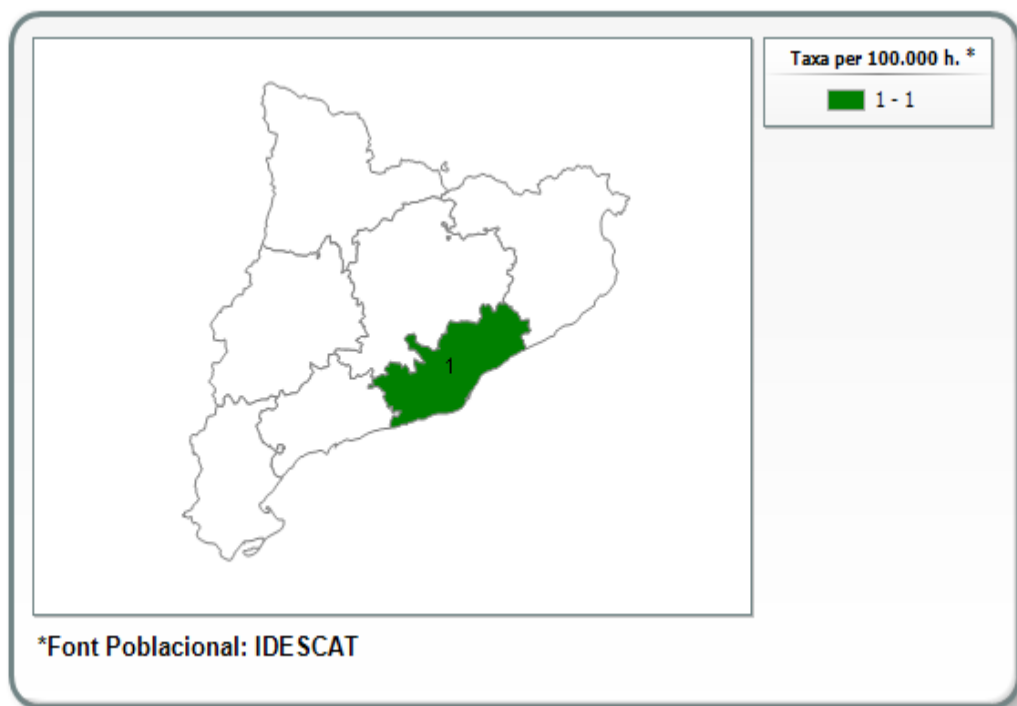 Taxa per 100.000 h. *
1 - 1
1
*Font Poblacional: IDESCAT